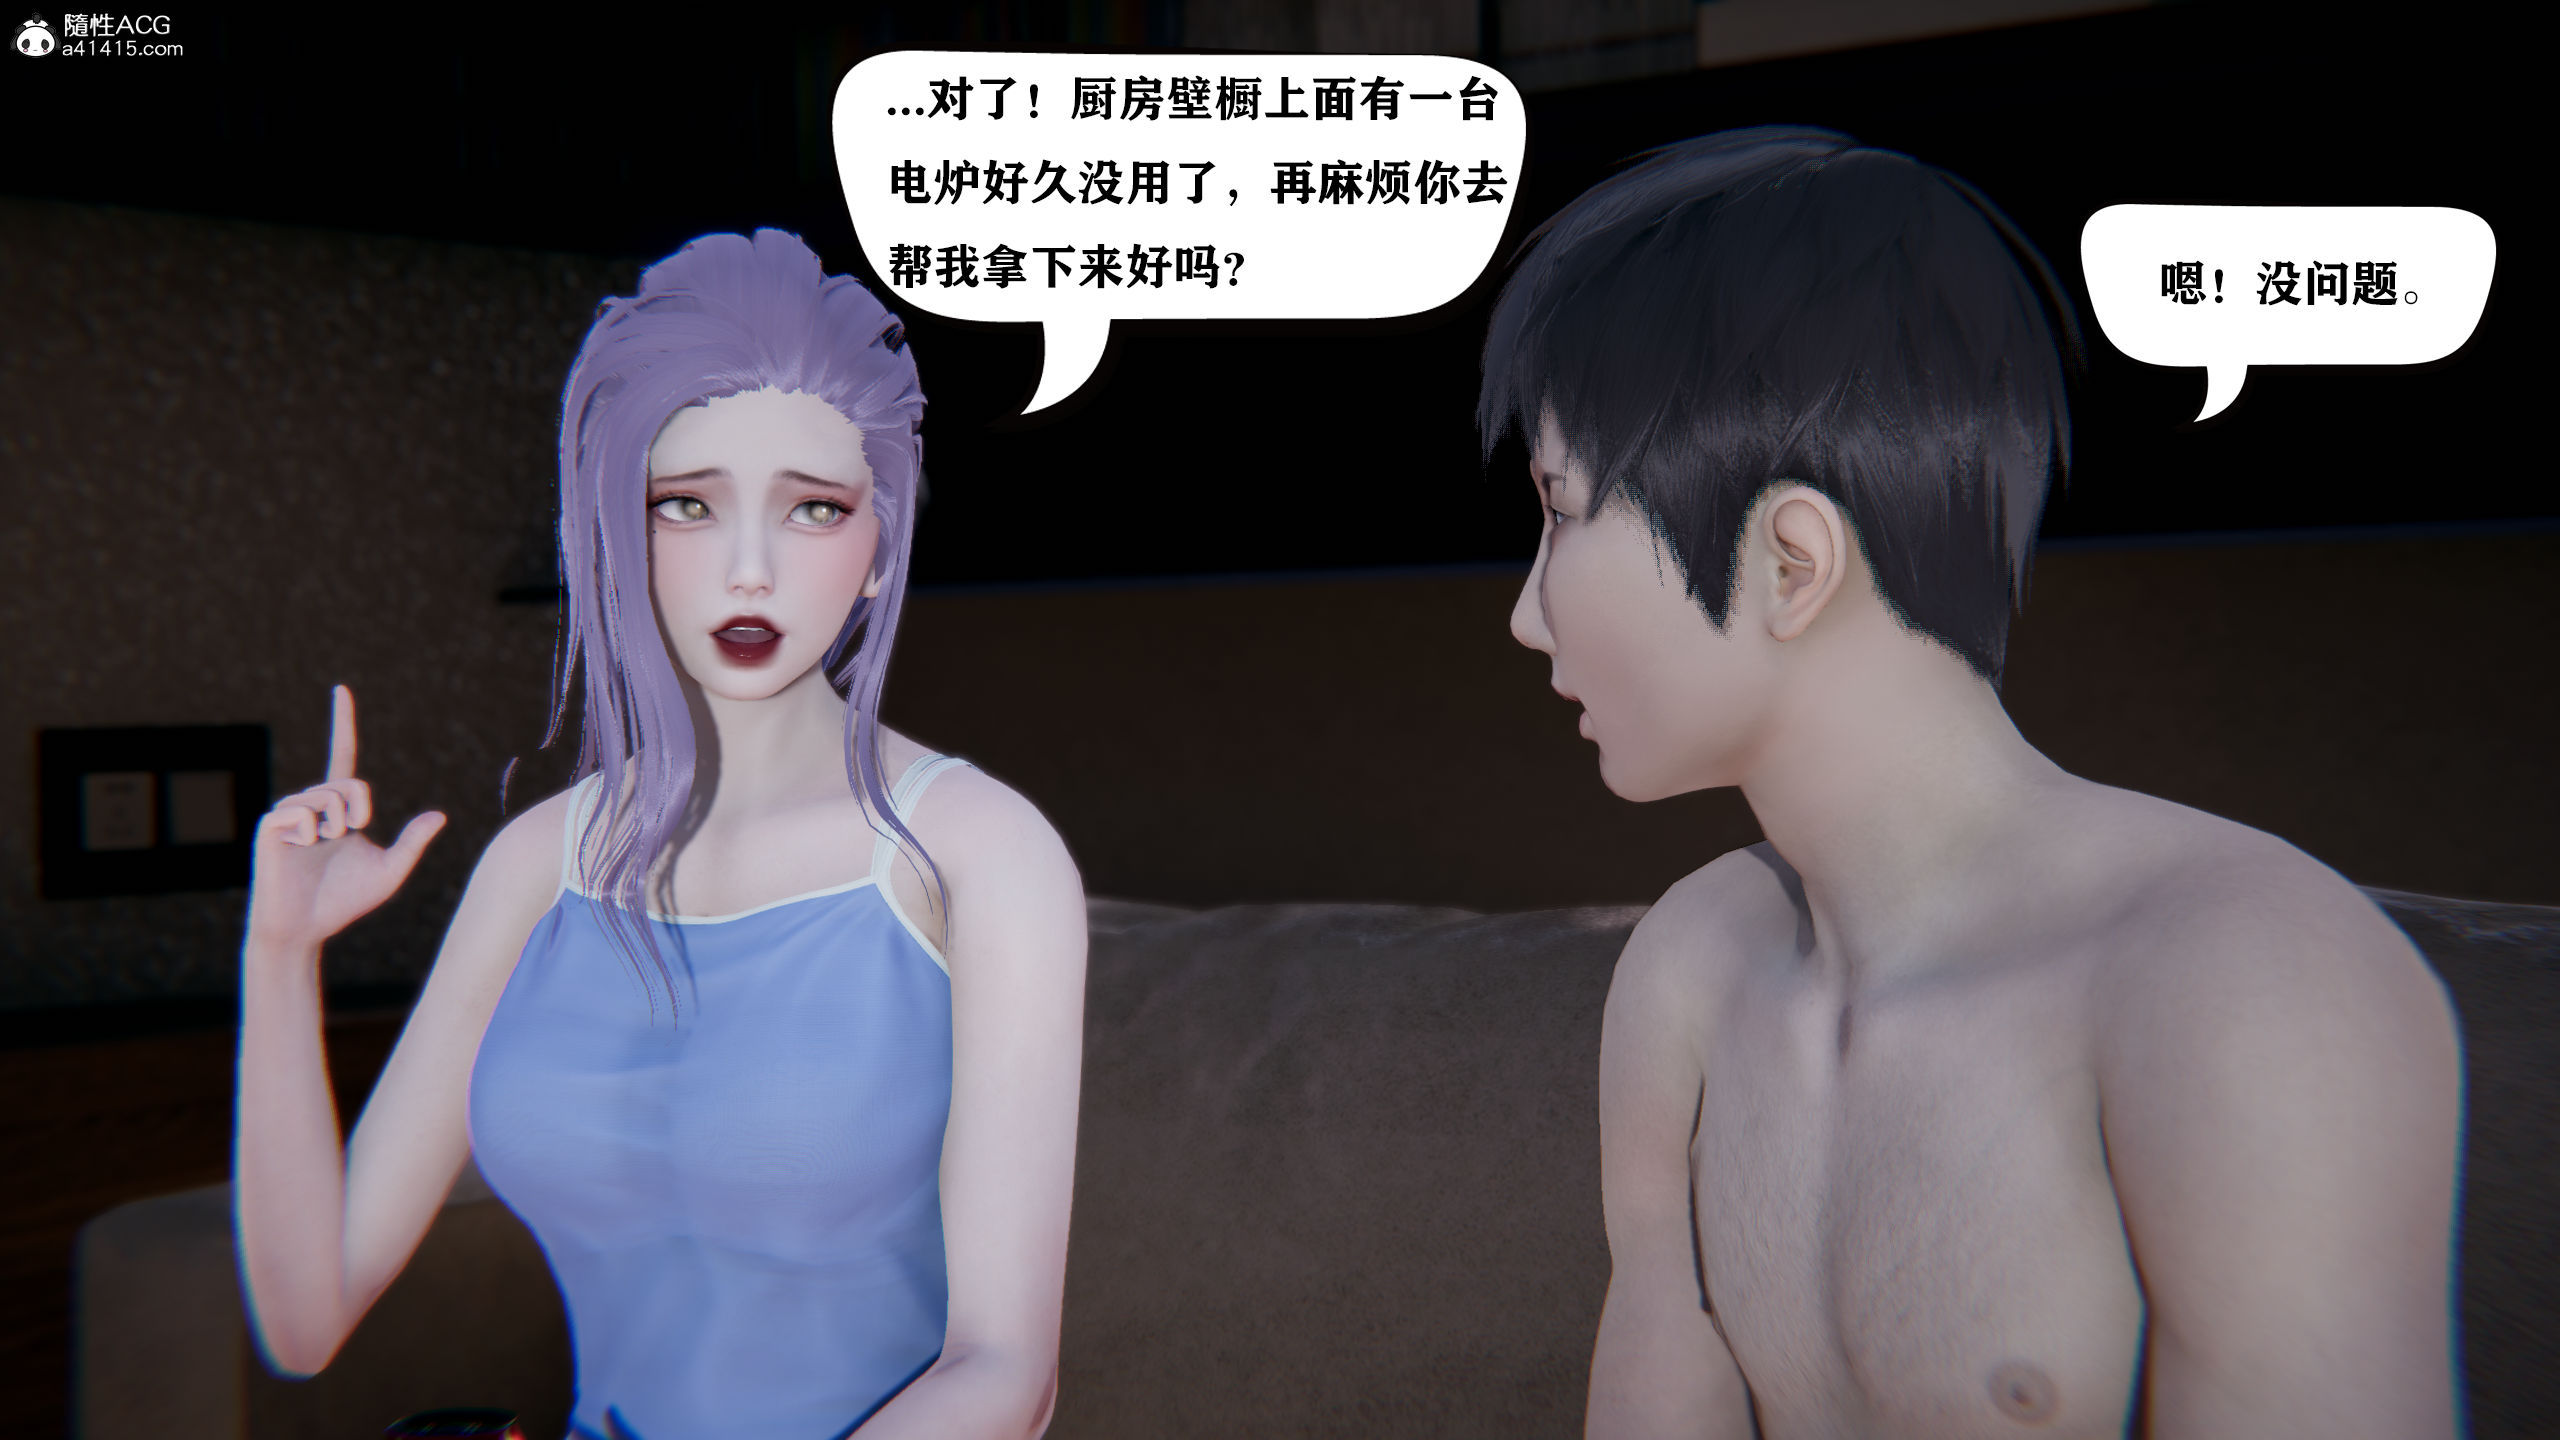 隨性ACG
a41415.com
...对了！厨房壁橱上面有一台
电炉好久没用了，再麻烦你去
帮我拿下来好吗？
嗯！没问题。